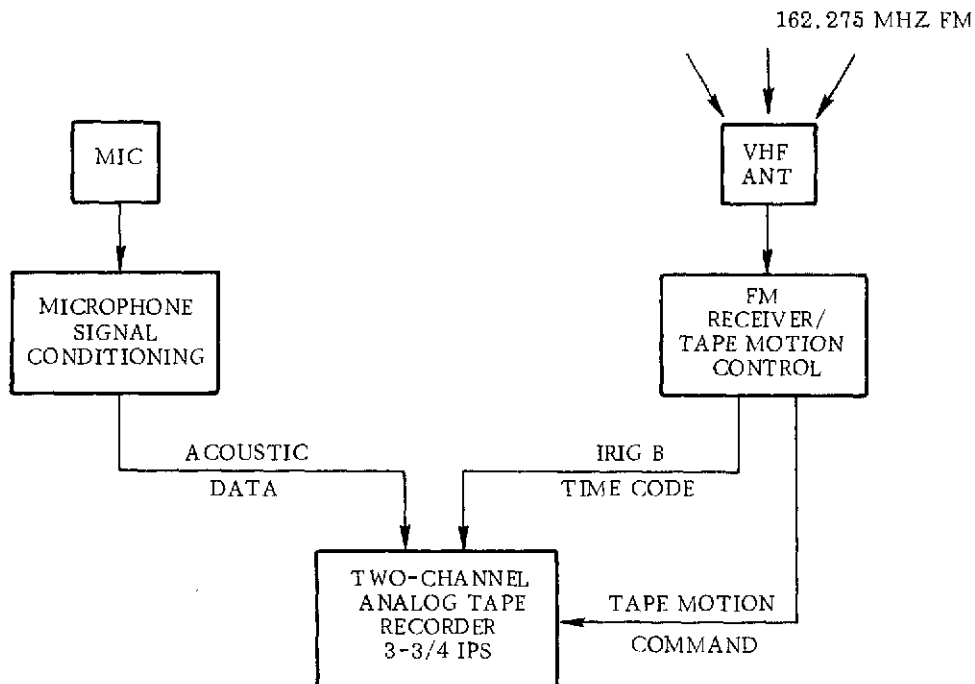 162.275 MHZ FM
MIC
VHF
ANT
MICROPHONE
SIGNAL
CONDITIONING
FM
RECEIVER/
TAPE MOTION
CONTROL
ACOUSTIC
DATA
IRIG B
TIME CODE
TWO-CHANNEL
ANALOG TAPE
RECORDER
3-3/4 IPS
TAPE MOTION
COMMAND